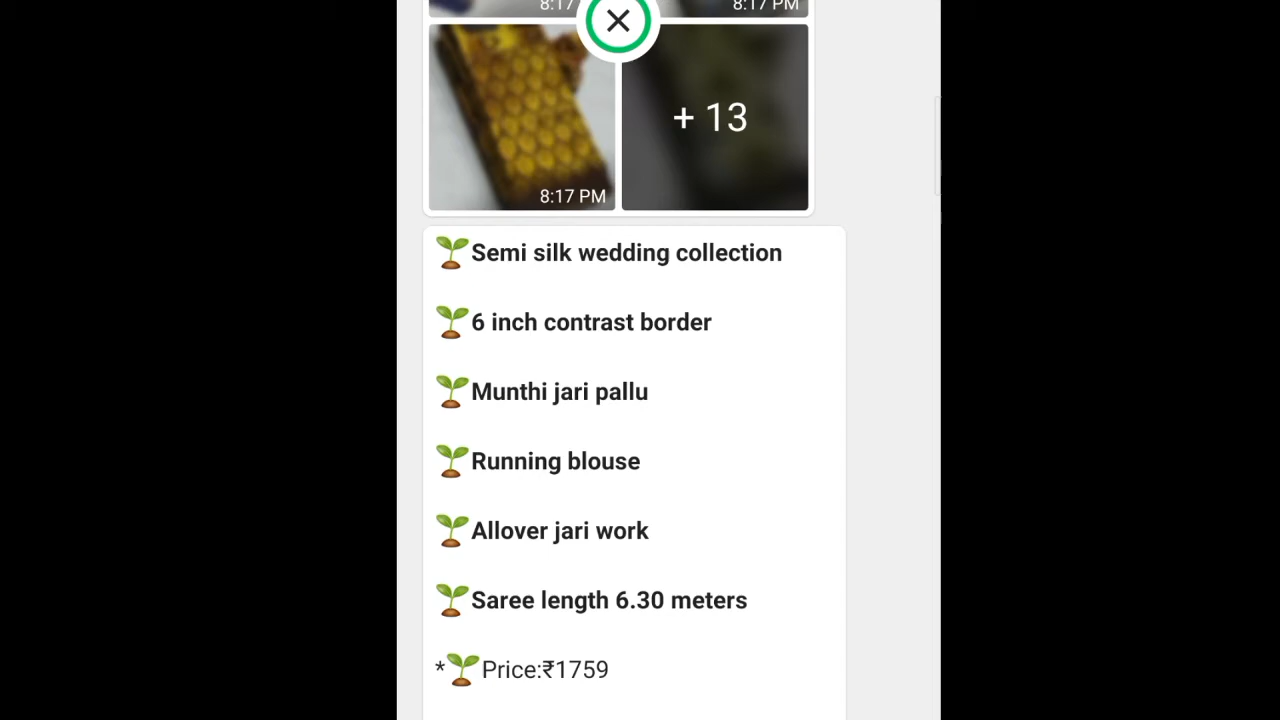 8:17
8:17 PM
+ 13
8:17 PM
🌱Semi silk wedding collection
🌱6 inch contrast border
🌱Munthi jari pallu
🌱Running blouse
🌱Allover jari work
🌱Saree length 6.30 meters
*🌱Price:₹1759